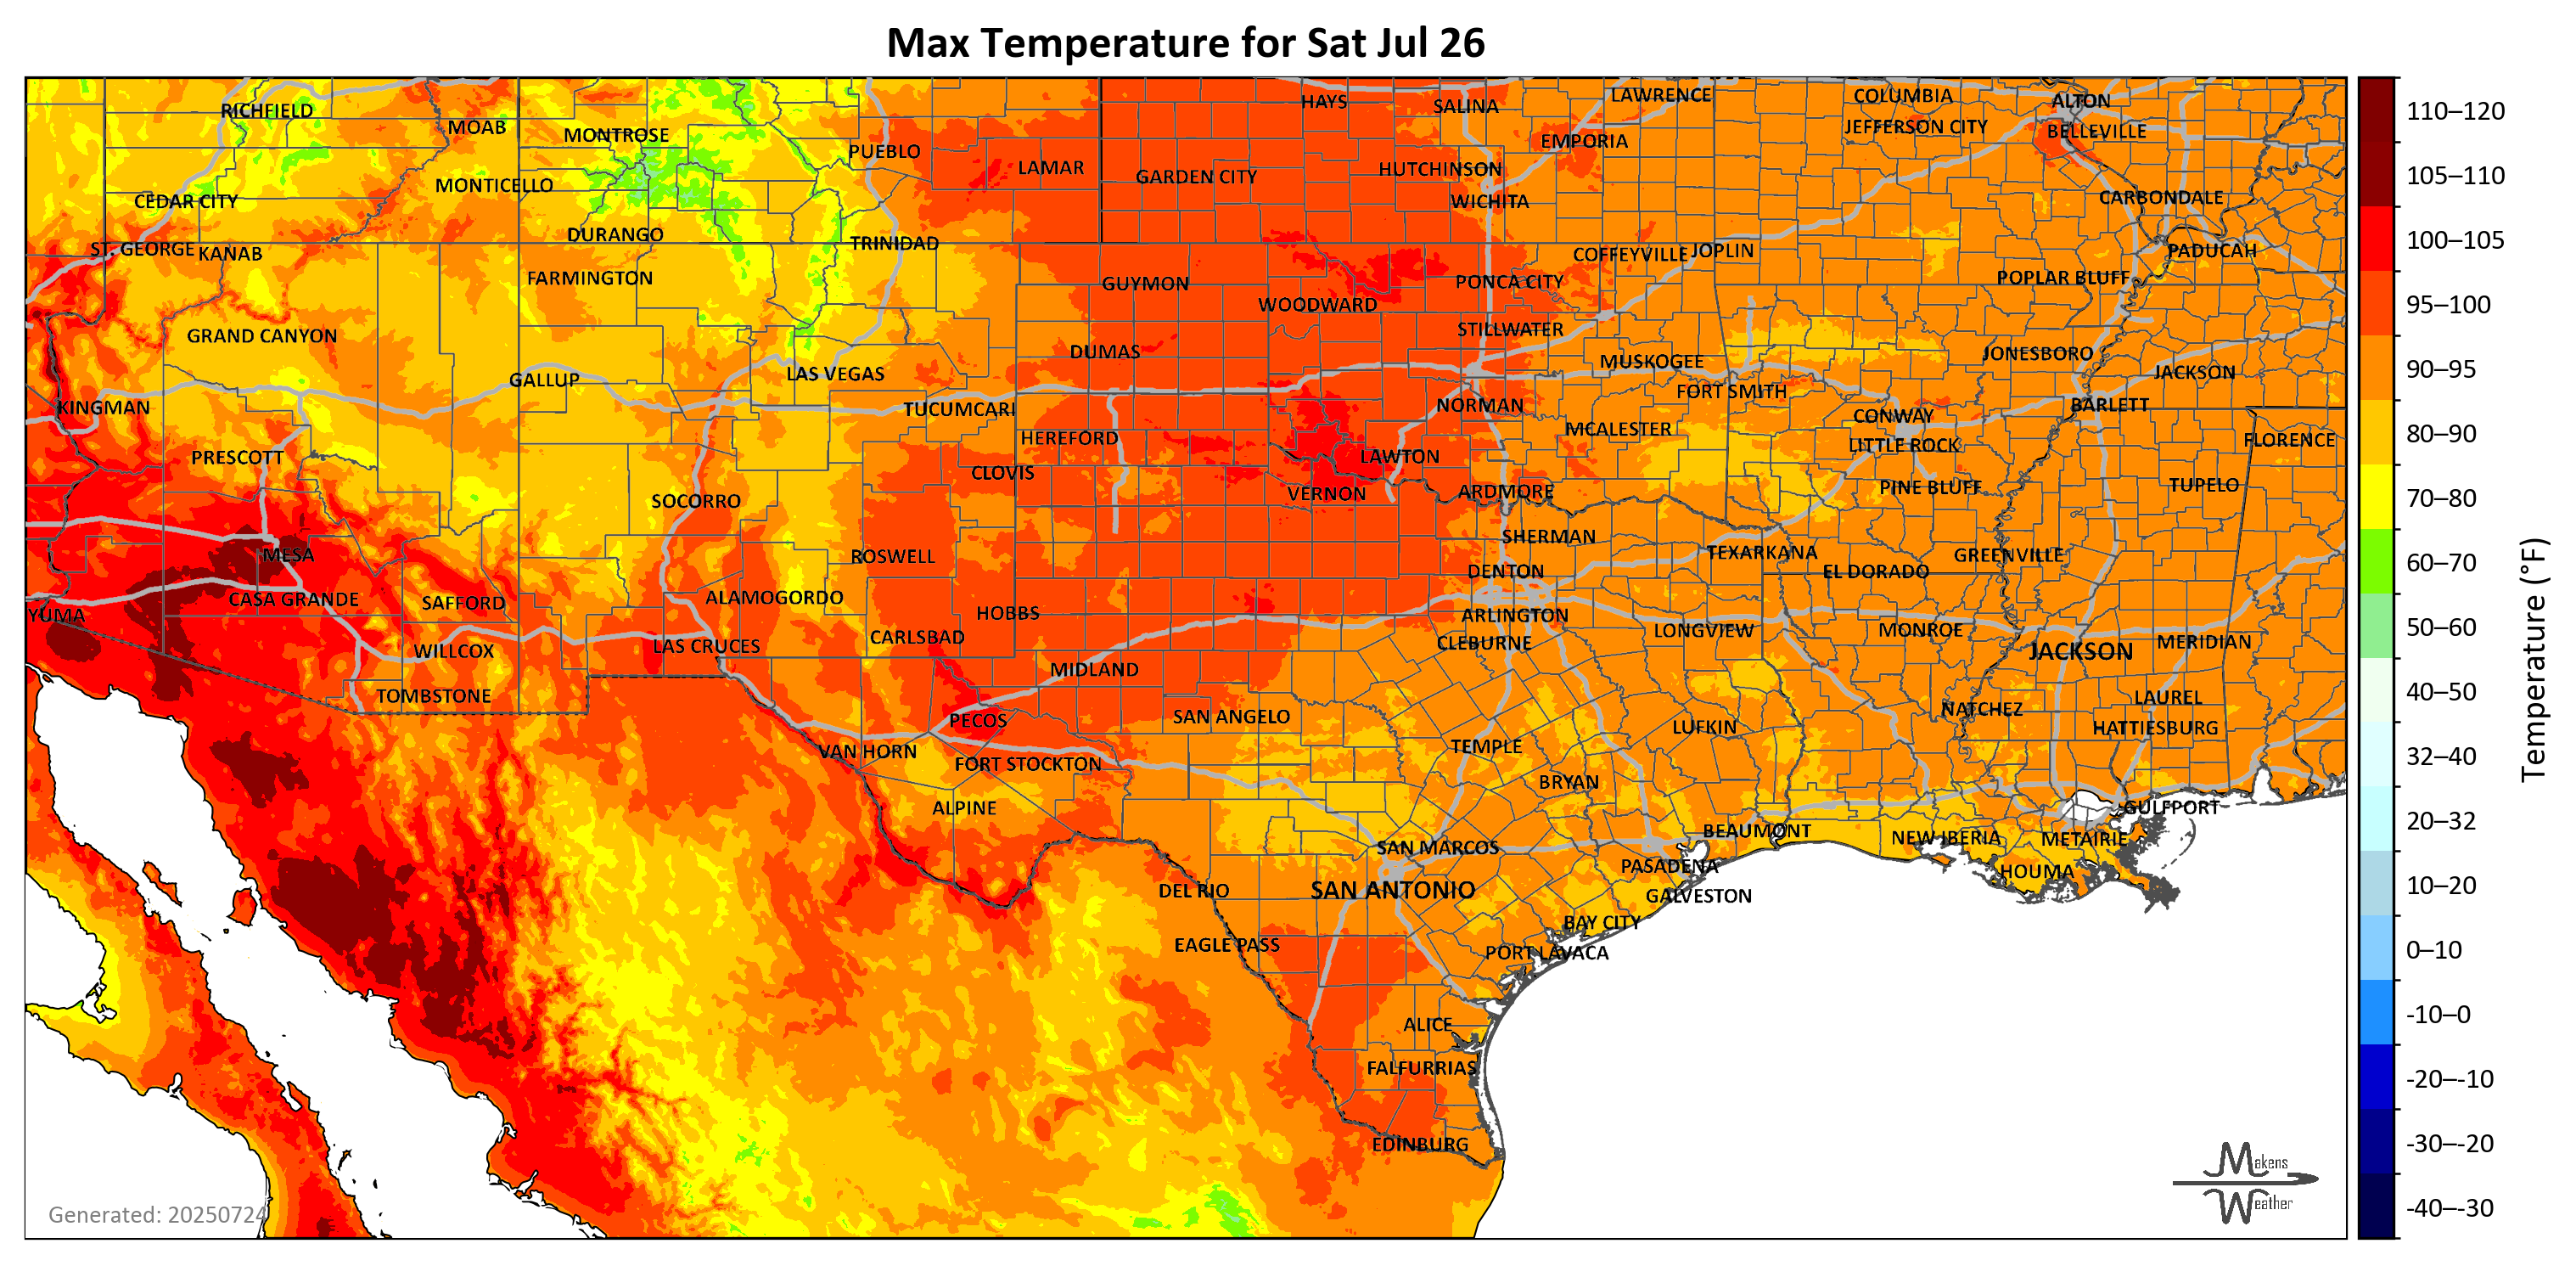 Max Temperature for Sat Jul 26
RICHFIELD
MOAB
MONTROSE
PUEBLO
LAMAR
HAYS
SALINA
LAWRENCE
COLUMBIA
ALTON
EMPORIA
JEFFERSON CITY
BELLEVILLE
GARDEN CITY
HUTCHINSON
CEDAR CITY
MONTICELLO
WICHITA
CARBONDALE
ST. GEORGE
KANAB
DURANGO
TRINIDAD
COFFEYVILLE
JOPLIN
PADUCAH
FARMINGTON
GUYMON
WOODWARD
PONCA CITY
POPLAR BLUFF
GRAND CANYON
DUMAS
STILLWATER
MUSKOGEE
JONESBORO
GALLUP
LAS VEGAS
FORT SMITH
JACKSON
KINGMAN
TUCUMCARI
NORMAN
CONWAY
BARLETT
HEREFORD
MCALESTER
LITTLE ROCK
FLORENCE
PRESCOTT
CLOVIS
LAWTON
SOCORRO
VERNON
ARDMORE
PINE BLUFF
TUPELO
MESA
ROSWELL
SHERMAN
TEXARKANA
GREENVILLE
DENTON
EL DORADO
YUMA
CASA GRANDE
SAFFORD
ALAMOGORDO
HOBBS
ARLINGTON
WILLCOX
LAS CRUCES
CARLSBAD
CLEBURNE
LONGVIEW
MONROE
JACKSON
MERIDIAN
TOMBSTONE
MIDLAND
LAUREL
PECOS
SAN ANGELO
NATCHEZ
VAN HORN
FORT STOCKTON
TEMPLE
LUFKIN
HATTIESBURG
ALPINE
BRYAN
GULFPORT
SAN MARCOS
BEAUMONT
NEW IBERIA
METAIRIE
DEL RIO
SAN ANTONIO
PASADENA
HOUMA
GALVESTON
EAGLE PASS
BAY CITY
PORT LAVACA
ALICE
FALFURRIAS
EDINBURG
Generated: 20250724
Makens
Weather
110–120
105–110
100–105
95–100
90–95
80–90
70–80
60–70
50–60
40–50
32–40
20–32
10–20
0–10
-10–0
-20–-10
-30–-20
-40–-30
Temperature (°F)